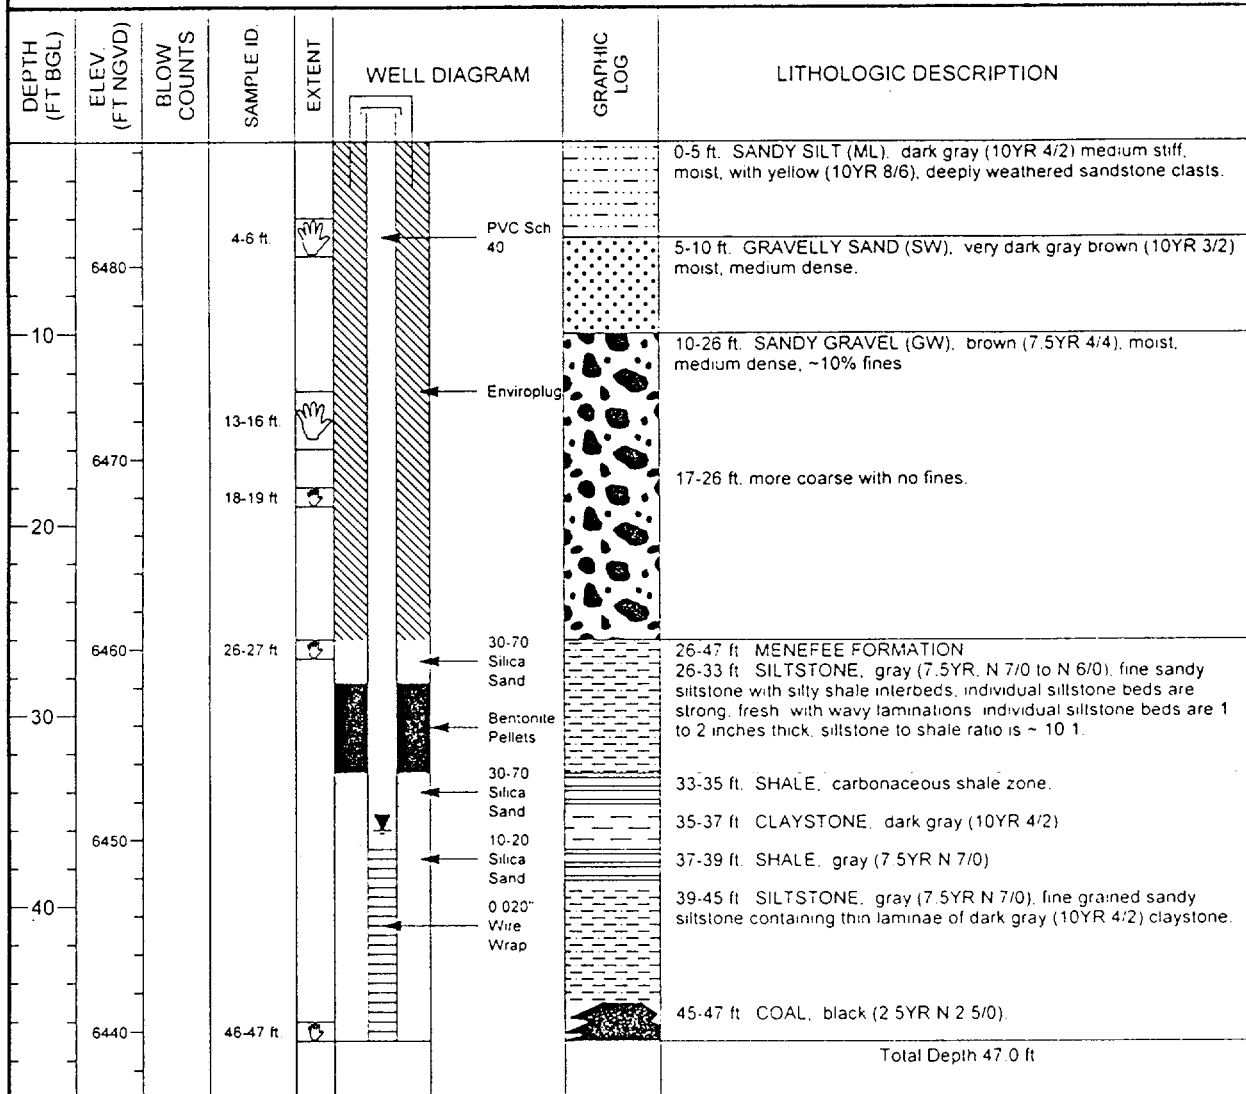 DEPTH
(FT BGL)
ELEV.
(FT NGVD)
BLOW
COUNTS
SAMPLE ID.
EXTENT
WELL DIAGRAM
GRAPHIC
LOG
LITHOLOGIC DESCRIPTION
0-5 ft. SANDY SILT (ML). dark gray (10YR 4/2) medium stiff,
moist, with yellow (10YR 8/6), deeply weathered sandstone clasts.
4-6 ft.
PVC Sch
40
5-10 ft. GRAVELLY SAND (SW), very dark gray brown (10YR 3/2)
moist, medium dense.
6480
10
10-26 ft. SANDY GRAVEL (GW), brown (7.5YR 4/4), moist,
medium dense, ~10% fines
Enviroplug
13-16 ft.
6470
17-26 ft. more coarse with no fines.
18-19 ft
20
6460
26-27 ft
30-70
Silica
Sand
26-47 ft MENEFEE FORMATION
26-33 ft SILTSTONE, gray (7.5YR, N 7/0 to N 6/0), fine sandy
siltstone with silty shale interbeds, individual siltstone beds are
strong, fresh with wavy laminations individual siltstone beds are 1
to 2 inches thick, siltstone to shale ratio is ~ 10 1.
30
Bentonite
Pellets
30-70
Silica
Sand
33-35 ft. SHALE, carbonaceous shale zone.
35-37 ft CLAYSTONE, dark gray (10YR 4/2)
6450
10-20
Silica
Sand
37-39 ft. SHALE, gray (7 5YR N 7/0)
39-45 ft SILTSTONE, gray (7.5YR N 7/0), fine grained sandy
siltstone containing thin laminae of dark gray (10YR 4/2) claystone.
40
0 020"
Wire
Wrap
45-47 ft COAL, black (2 5YR N 2 5/0).
6440
46-47 ft.
Total Depth 47.0 ft